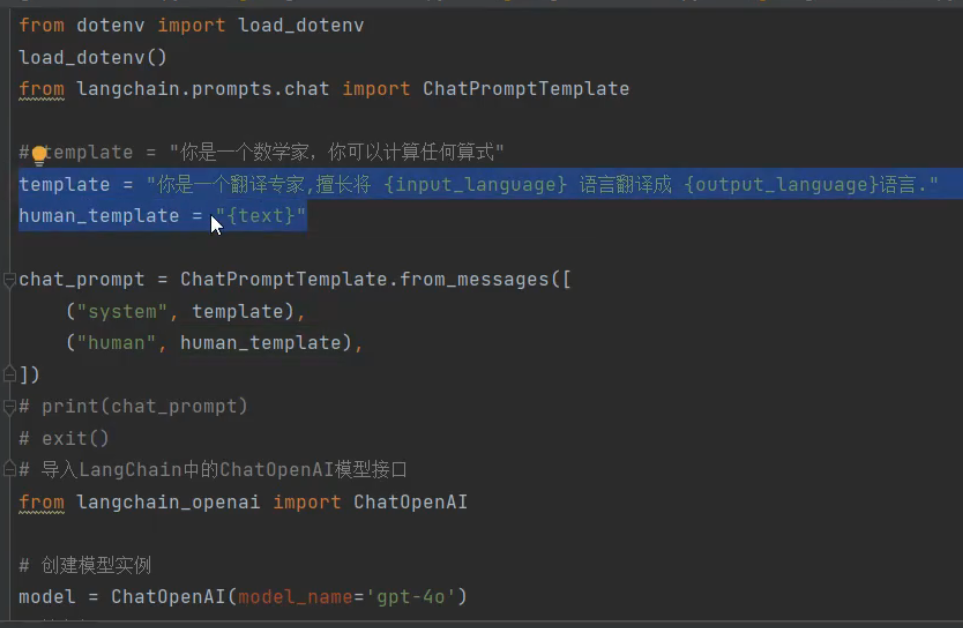 from dotenv import load_dotenv
load_dotenv()
from langchain.prompts.chat import ChatPromptTemplate
# template = "你是一个数学家，你可以计算任何算式"
template = "你是一个翻译专家,擅长将 {input_language} 语言翻译成 {output_language}语言."
human_template = "{text}"
chat_prompt = ChatPromptTemplate.from_messages([
    ("system", template),
    ("human", human_template),
])
# print(chat_prompt)
# exit()
# 导入LangChain中的ChatOpenAI模型接口
from langchain_openai import ChatOpenAI
# 创建模型实例
model = ChatOpenAI(model_name='gpt-4o')